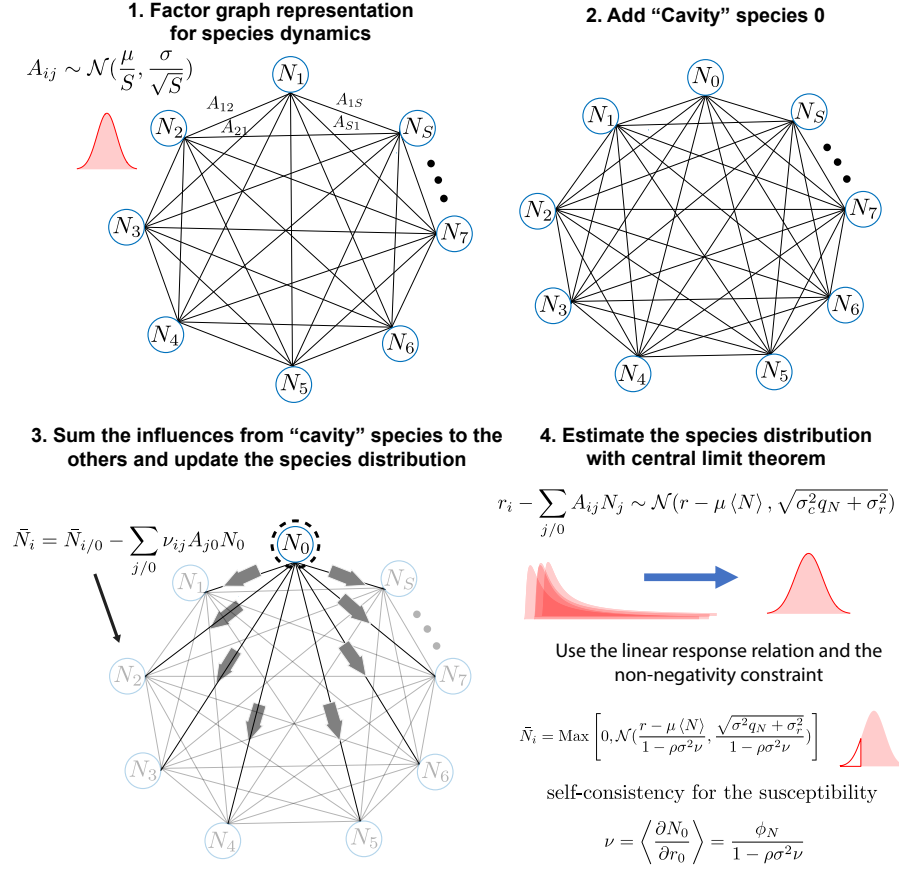 1. Factor graph representation
for species dynamics
A_{ij} ∼ 𝒩(μ/S, σ/√S)
N_1
A_{12}
A_{1S}
N_2
A_{21}
A_{S1}
N_S
N_3
N_7
N_4
N_6
N_5
2. Add “Cavity” species 0
N_0
N_1
N_S
N_2
N_7
N_3
N_6
N_4
N_5
3. Sum the influences from “cavity” species to the
others and update the species distribution
N̄_i = N̄_{i/0} − ∑_{j/0} ν_{ij} A_{j0} N_0
N_0
N_1
N_S
N_2
N_7
N_3
N_6
N_4
N_5
4. Estimate the species distribution
with central limit theorem
r_i − ∑_{j/0} A_{ij} N_j ∼ 𝒩(r − μ ⟨N⟩ , √(σ_c^2 q_N + σ_r^2))
Use the linear response relation and the
non-negativity constraint
N̄_i = Max [0, 𝒩((r − μ ⟨N⟩)/(1 − ρσ^2ν), √(σ^2 q_N + σ_r^2)/(1 − ρσ^2ν))]
self-consistency for the susceptibility
ν = ⟨∂N_0/∂r_0⟩ = ϕ_N/(1 − ρσ^2ν)